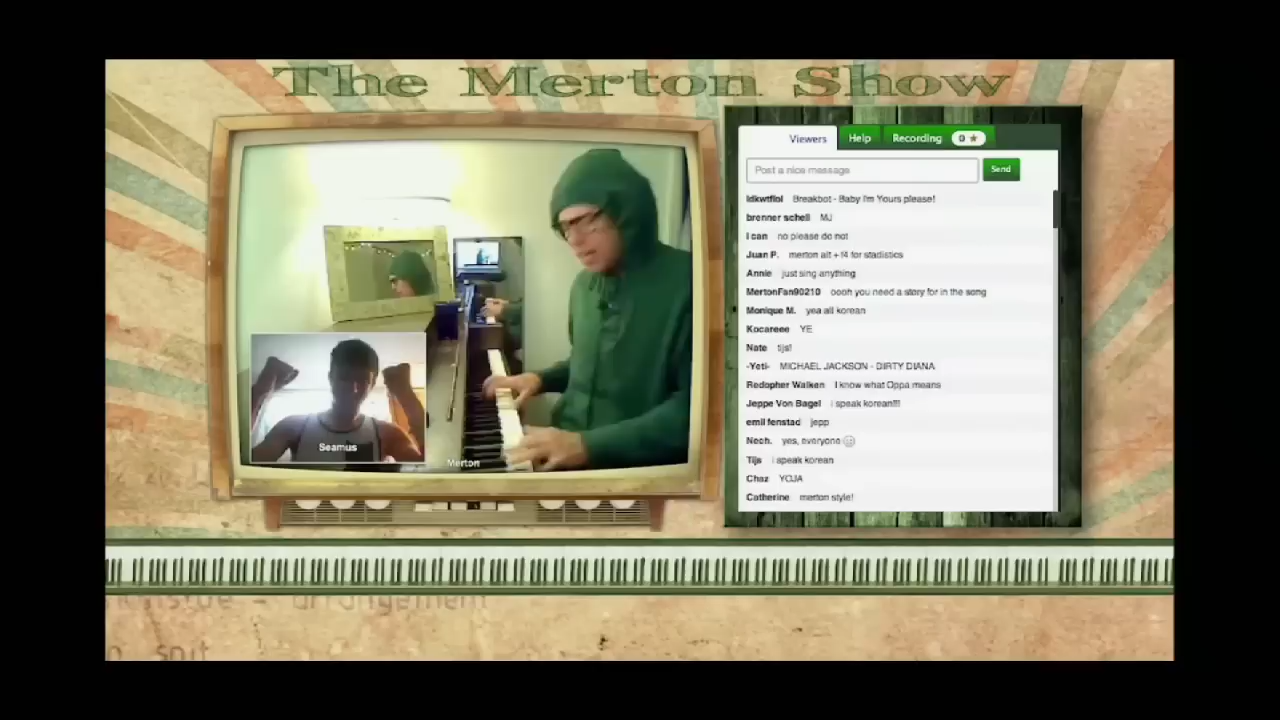 The Merton Show
Viewers Help Recording 0 ★
Post a nice message Send
Idkwtflol Breakbot - Baby I'm Yours please!
brenner schell MJ
I can no please do not
Juan P. merton alt + f4 for stadistics
Annie just sing anything
MertonFan90210 oooh you need a story for in the song
Monique M. yea all korean
Kocareee YE
Nate tijs!
-Yeti- MICHAEL JACKSON - DIRTY DIANA
Redopher Walken I know what Oppa means
Jeppe Von Bagel i speak korean!!!
emil fenstad jepp
Nech. yes, everyone
Tijs i speak korean
Chaz YOJA
Catherine merton style!
Seamus
Merton
arrangement